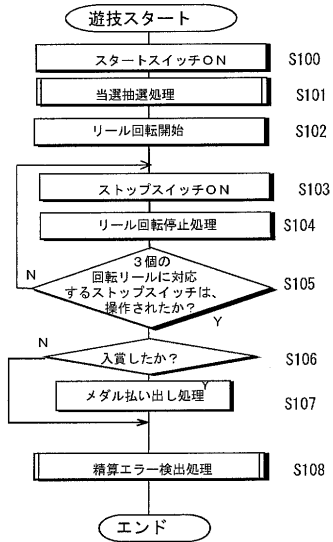 遊技スタート
スタートスイッチON S100
当選抽選処理 S101
リール回転開始 S102
ストップスイッチON S103
リール回転停止処理 S104
3個の
回転リールに対応
するストップスイッチは、
操作されたか?
S105
N
Y
入賞したか? S106
N
Y
メダル払い出し処理 S107
精算エラー検出処理 S108
エンド